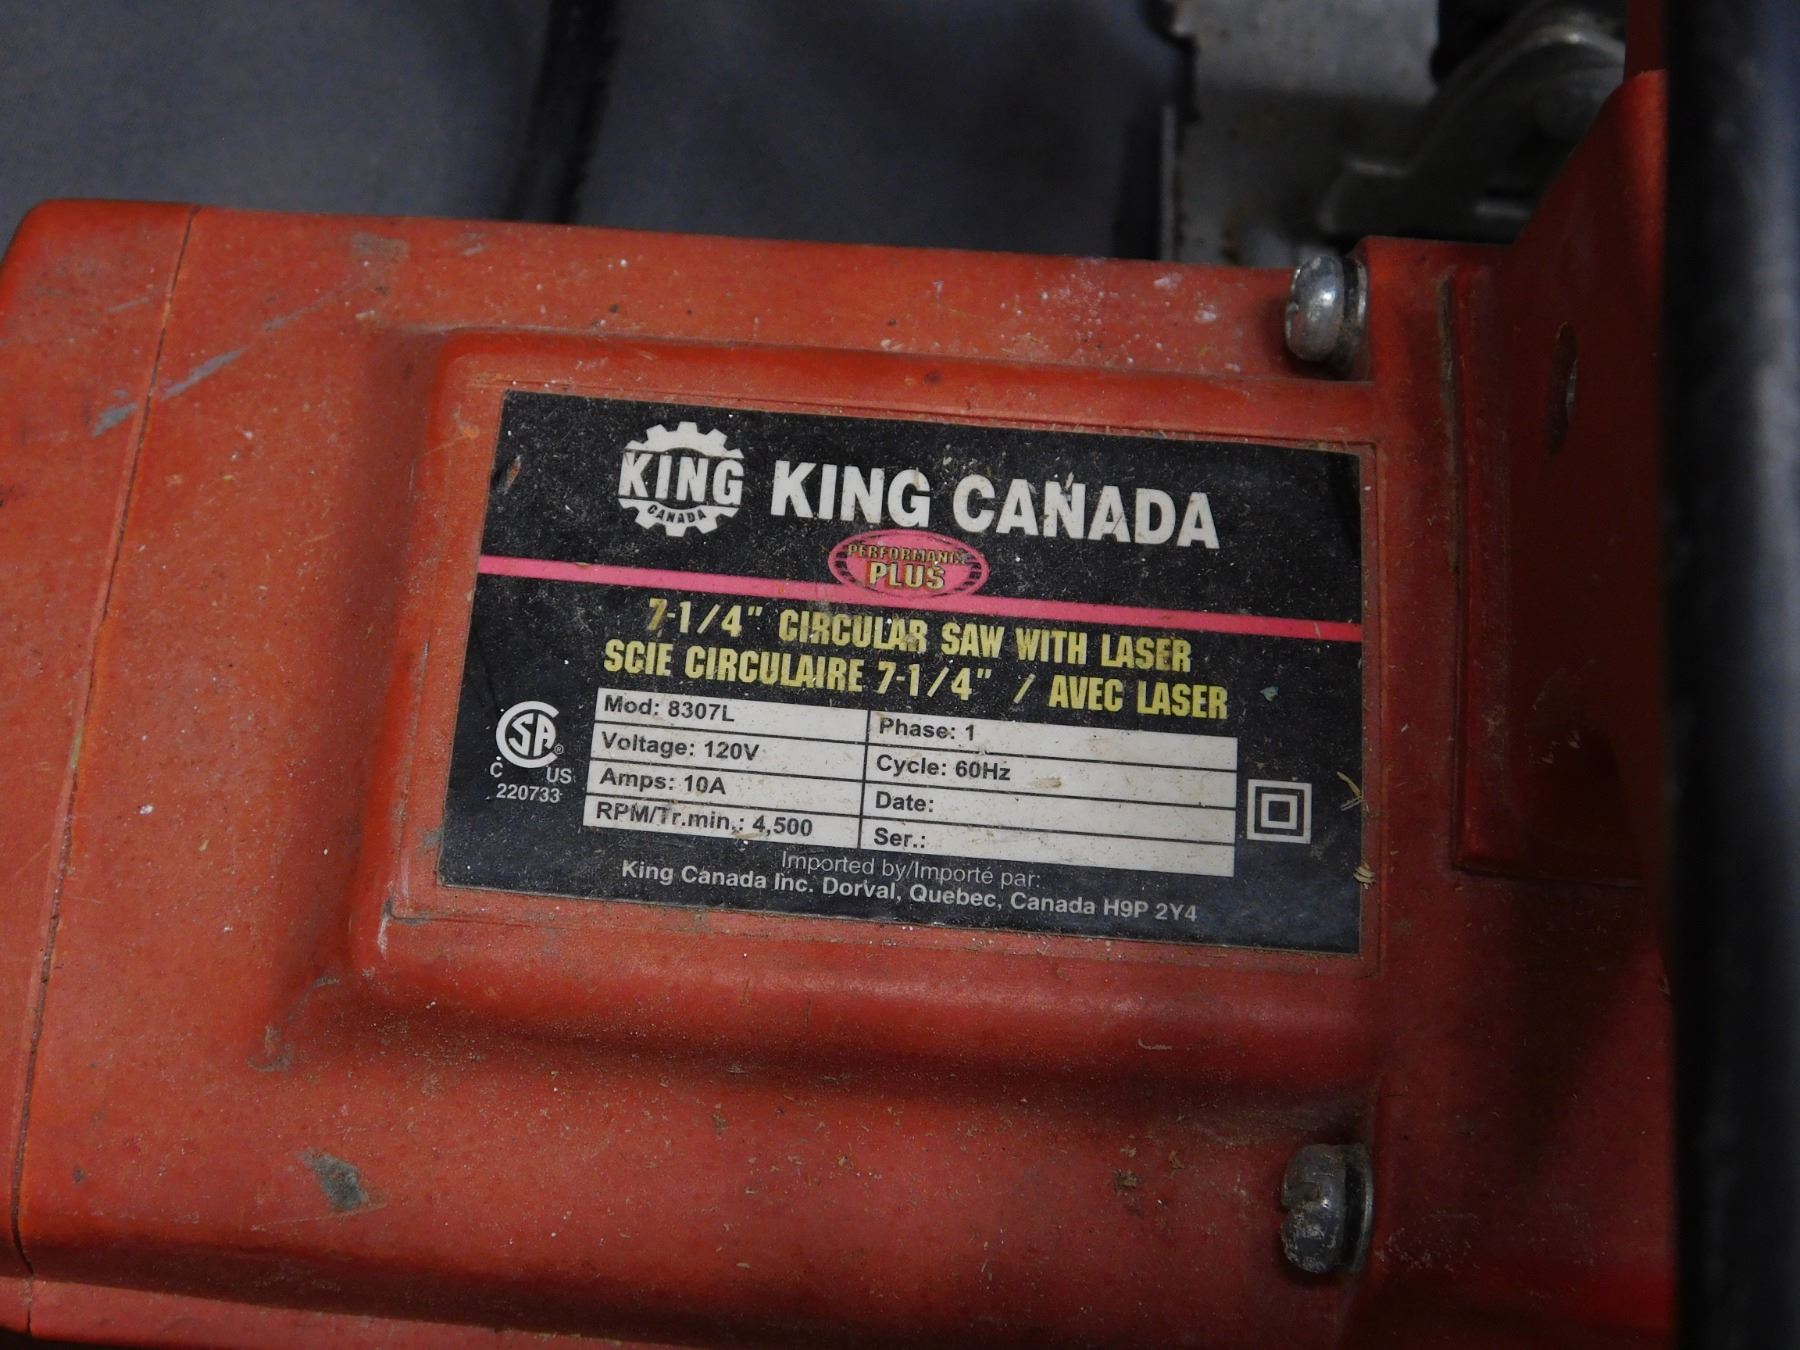 KING
CANADA
KING CANADA
PERFORMANCE
PLUS
7-1/4" CIRCULAR SAW WITH LASER
SCIE CIRCULAIRE 7-1/4" / AVEC LASER
Mod: 8307L
Phase: 1
Voltage: 120V
Cycle: 60Hz
Amps: 10A
Date:
RPM/Tr.min.: 4,500
Ser.:
CSA ®
C US
220733
Imported by/Importé par:
King Canada Inc. Dorval, Quebec, Canada H9P 2Y4